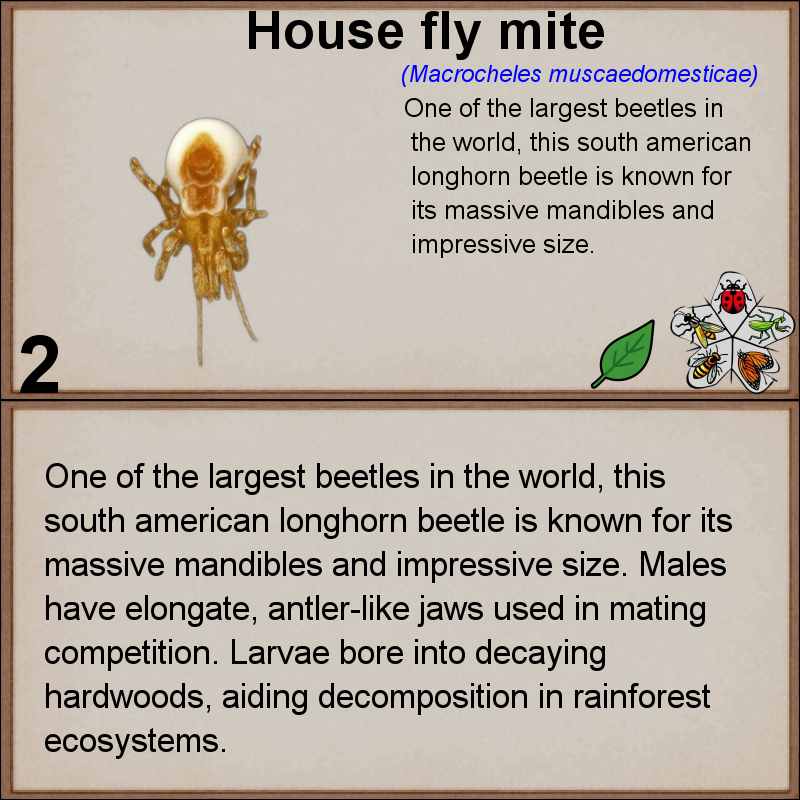 House fly mite
(Macrocheles muscaedomesticae)
One of the largest beetles in
the world, this south american
longhorn beetle is known for
its massive mandibles and
impressive size.
2
One of the largest beetles in the world, this
south american longhorn beetle is known for its
massive mandibles and impressive size. Males
have elongate, antler-like jaws used in mating
competition. Larvae bore into decaying
hardwoods, aiding decomposition in rainforest
ecosystems.